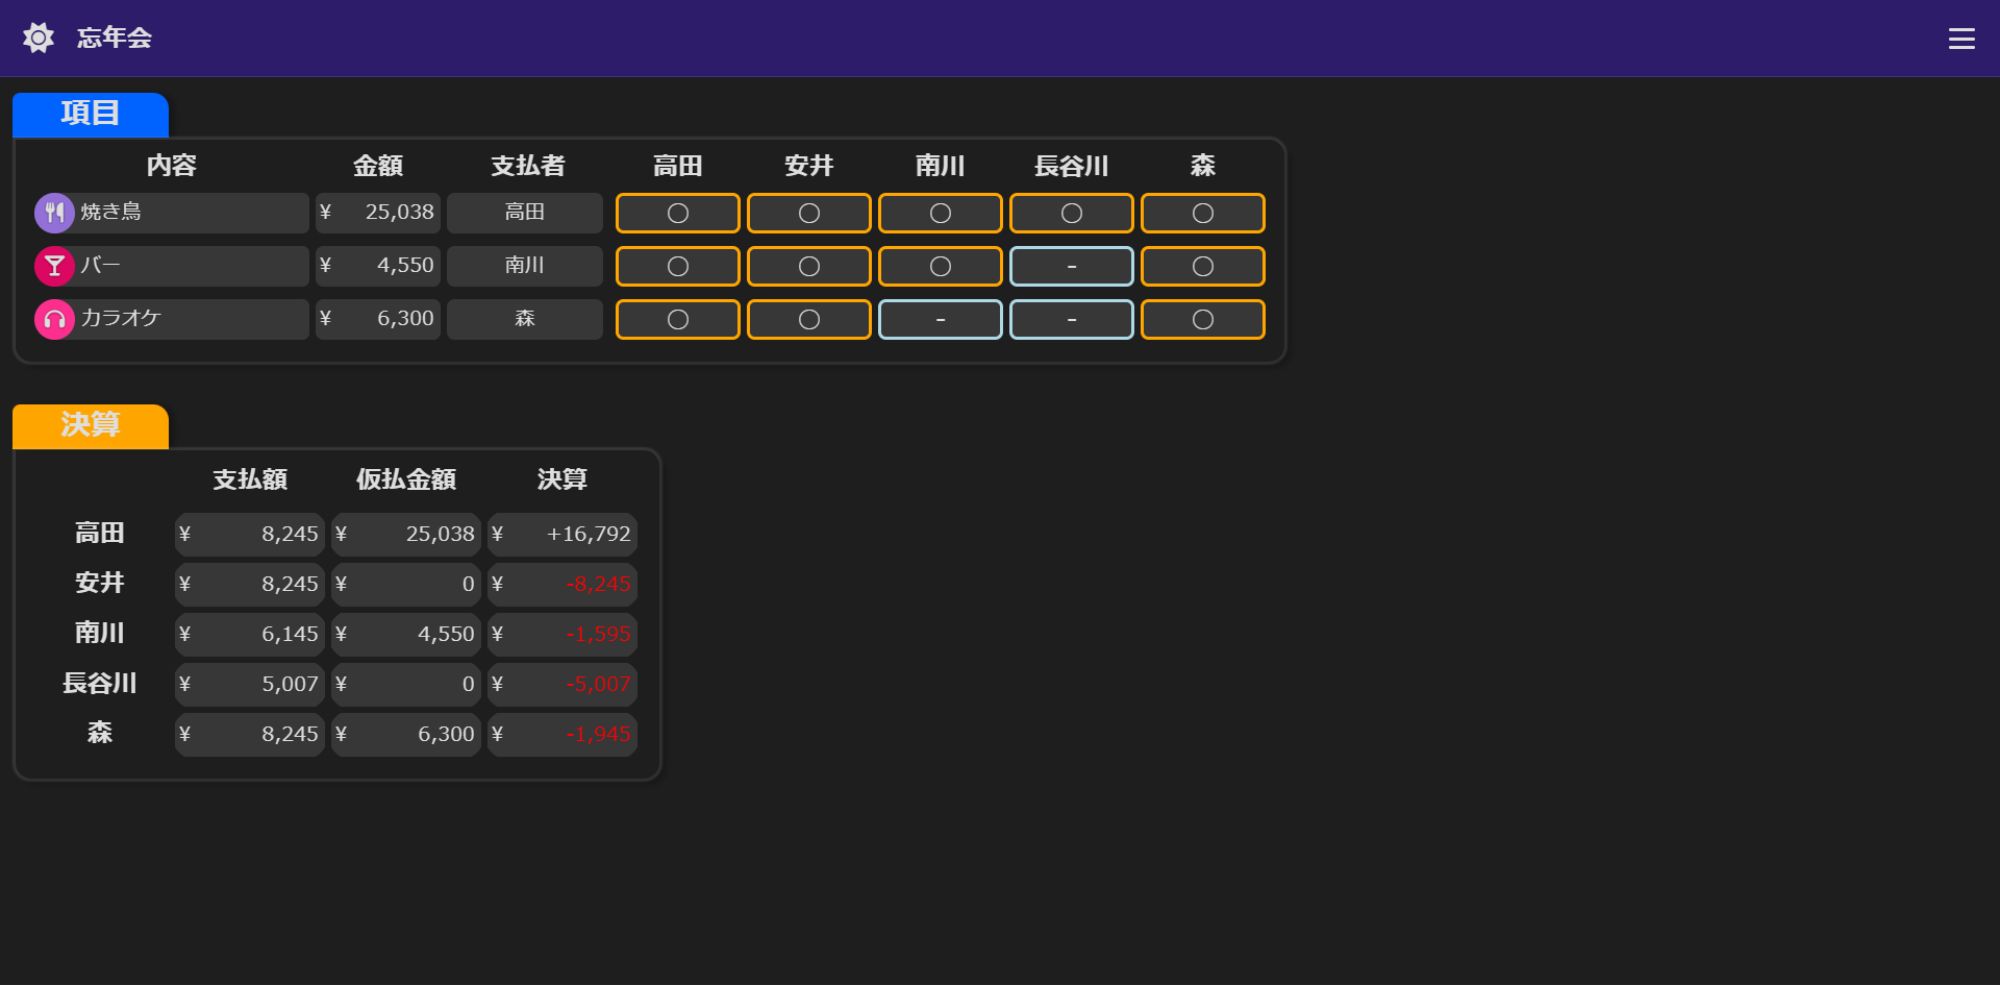 忘年会
項目
内容 金額 支払者 高田 安井 南川 長谷川 森
焼き鳥 ¥ 25,038 高田 ○ ○ ○ ○ ○
バー ¥ 4,550 南川 ○ ○ ○ - ○
カラオケ ¥ 6,300 森 ○ ○ - - ○
決算
支払額 仮払金額 決算
高田 ¥ 8,245 ¥ 25,038 ¥ +16,792
安井 ¥ 8,245 ¥ 0 ¥ -8,245
南川 ¥ 6,145 ¥ 4,550 ¥ -1,595
長谷川 ¥ 5,007 ¥ 0 ¥ -5,007
森 ¥ 8,245 ¥ 6,300 ¥ -1,945